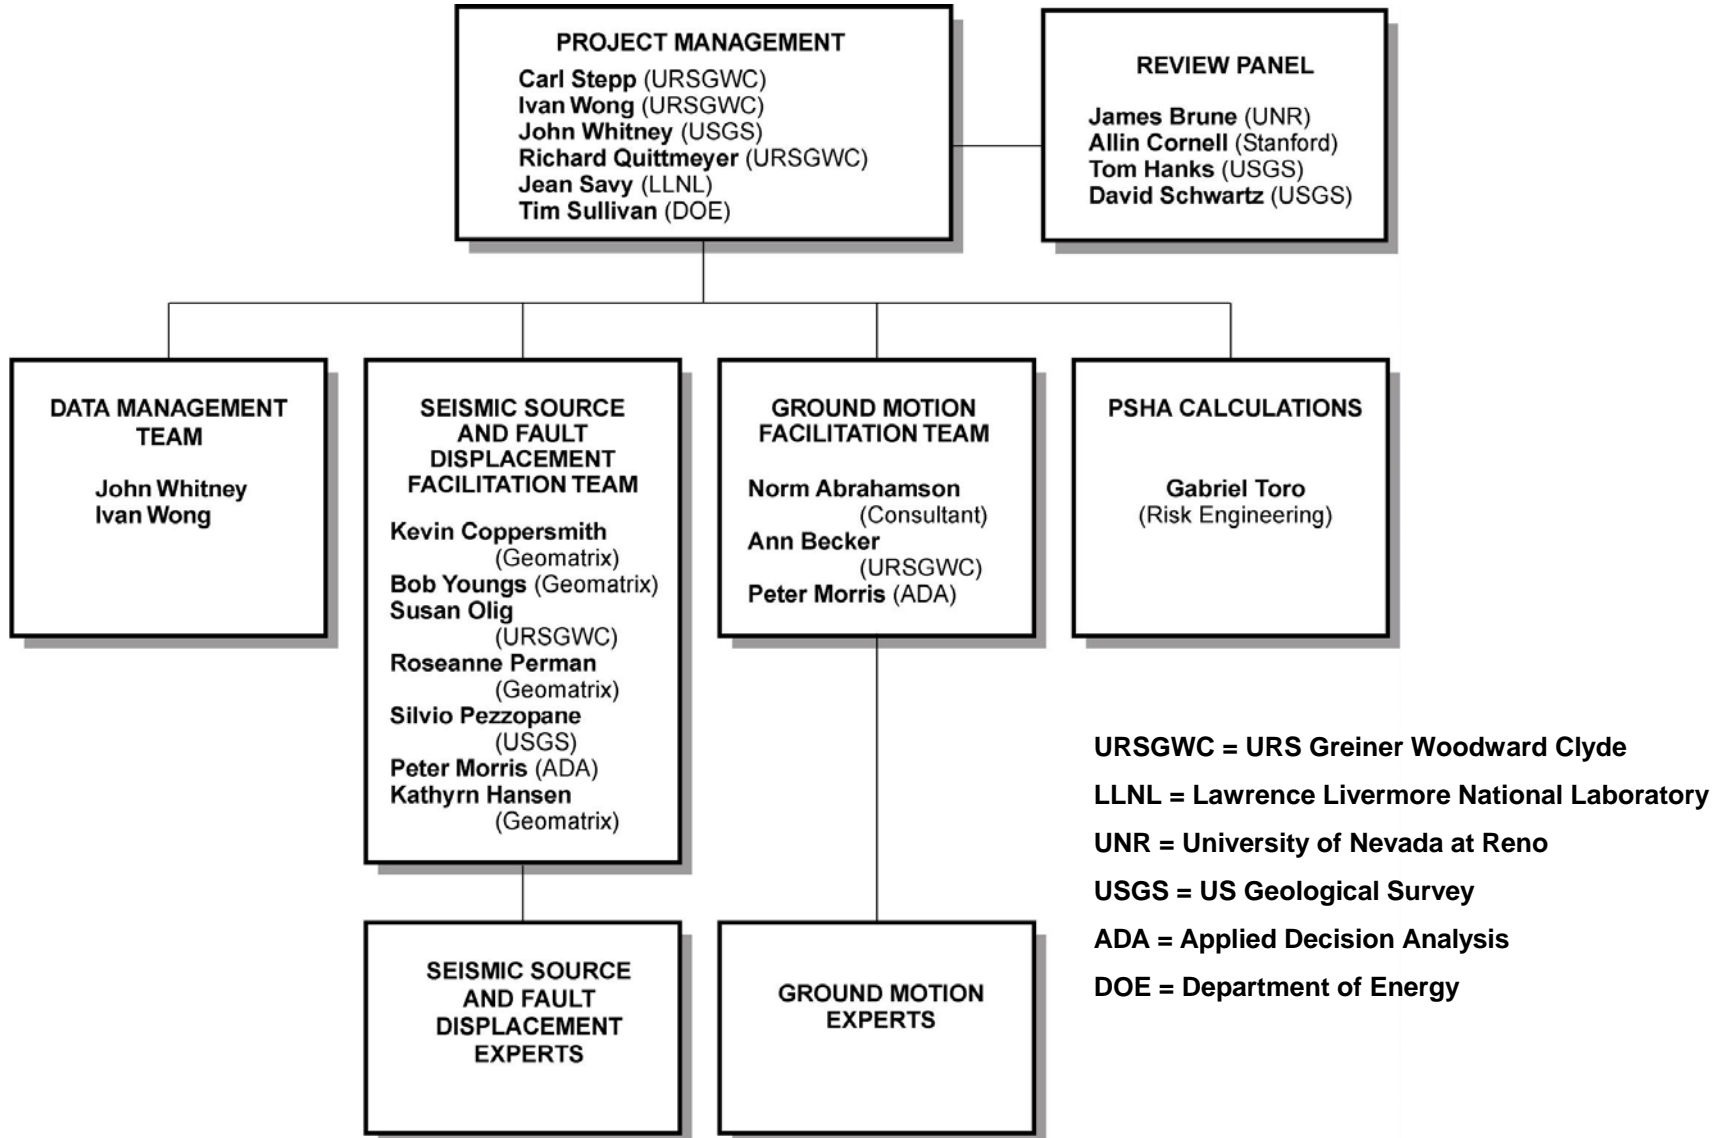 PROJECT MANAGEMENT
Carl Stepp (URSGWC)
Ivan Wong (URSGWC)
John Whitney (USGS)
Richard Quittmeyer (URSGWC)
Jean Savy (LLNL)
Tim Sullivan (DOE)
REVIEW PANEL
James Brune (UNR)
Allin Cornell (Stanford)
Tom Hanks (USGS)
David Schwartz (USGS)
DATA MANAGEMENT
TEAM
John Whitney
Ivan Wong
SEISMIC SOURCE
AND FAULT
DISPLACEMENT
FACILITATION TEAM
Kevin Coppersmith
(Geomatrix)
Bob Youngs (Geomatrix)
Susan Olig
(URSGWC)
Roseanne Perman
(Geomatrix)
Silvio Pezzopane
(USGS)
Peter Morris (ADA)
Kathyrn Hansen
(Geomatrix)
GROUND MOTION
FACILITATION TEAM
Norm Abrahamson
(Consultant)
Ann Becker
(URSGWC)
Peter Morris (ADA)
PSHA CALCULATIONS
Gabriel Toro
(Risk Engineering)
SEISMIC SOURCE
AND FAULT
DISPLACEMENT
EXPERTS
GROUND MOTION
EXPERTS
URSGWC = URS Greiner Woodward Clyde
LLNL = Lawrence Livermore National Laboratory
UNR = University of Nevada at Reno
USGS = US Geological Survey
ADA = Applied Decision Analysis
DOE = Department of Energy